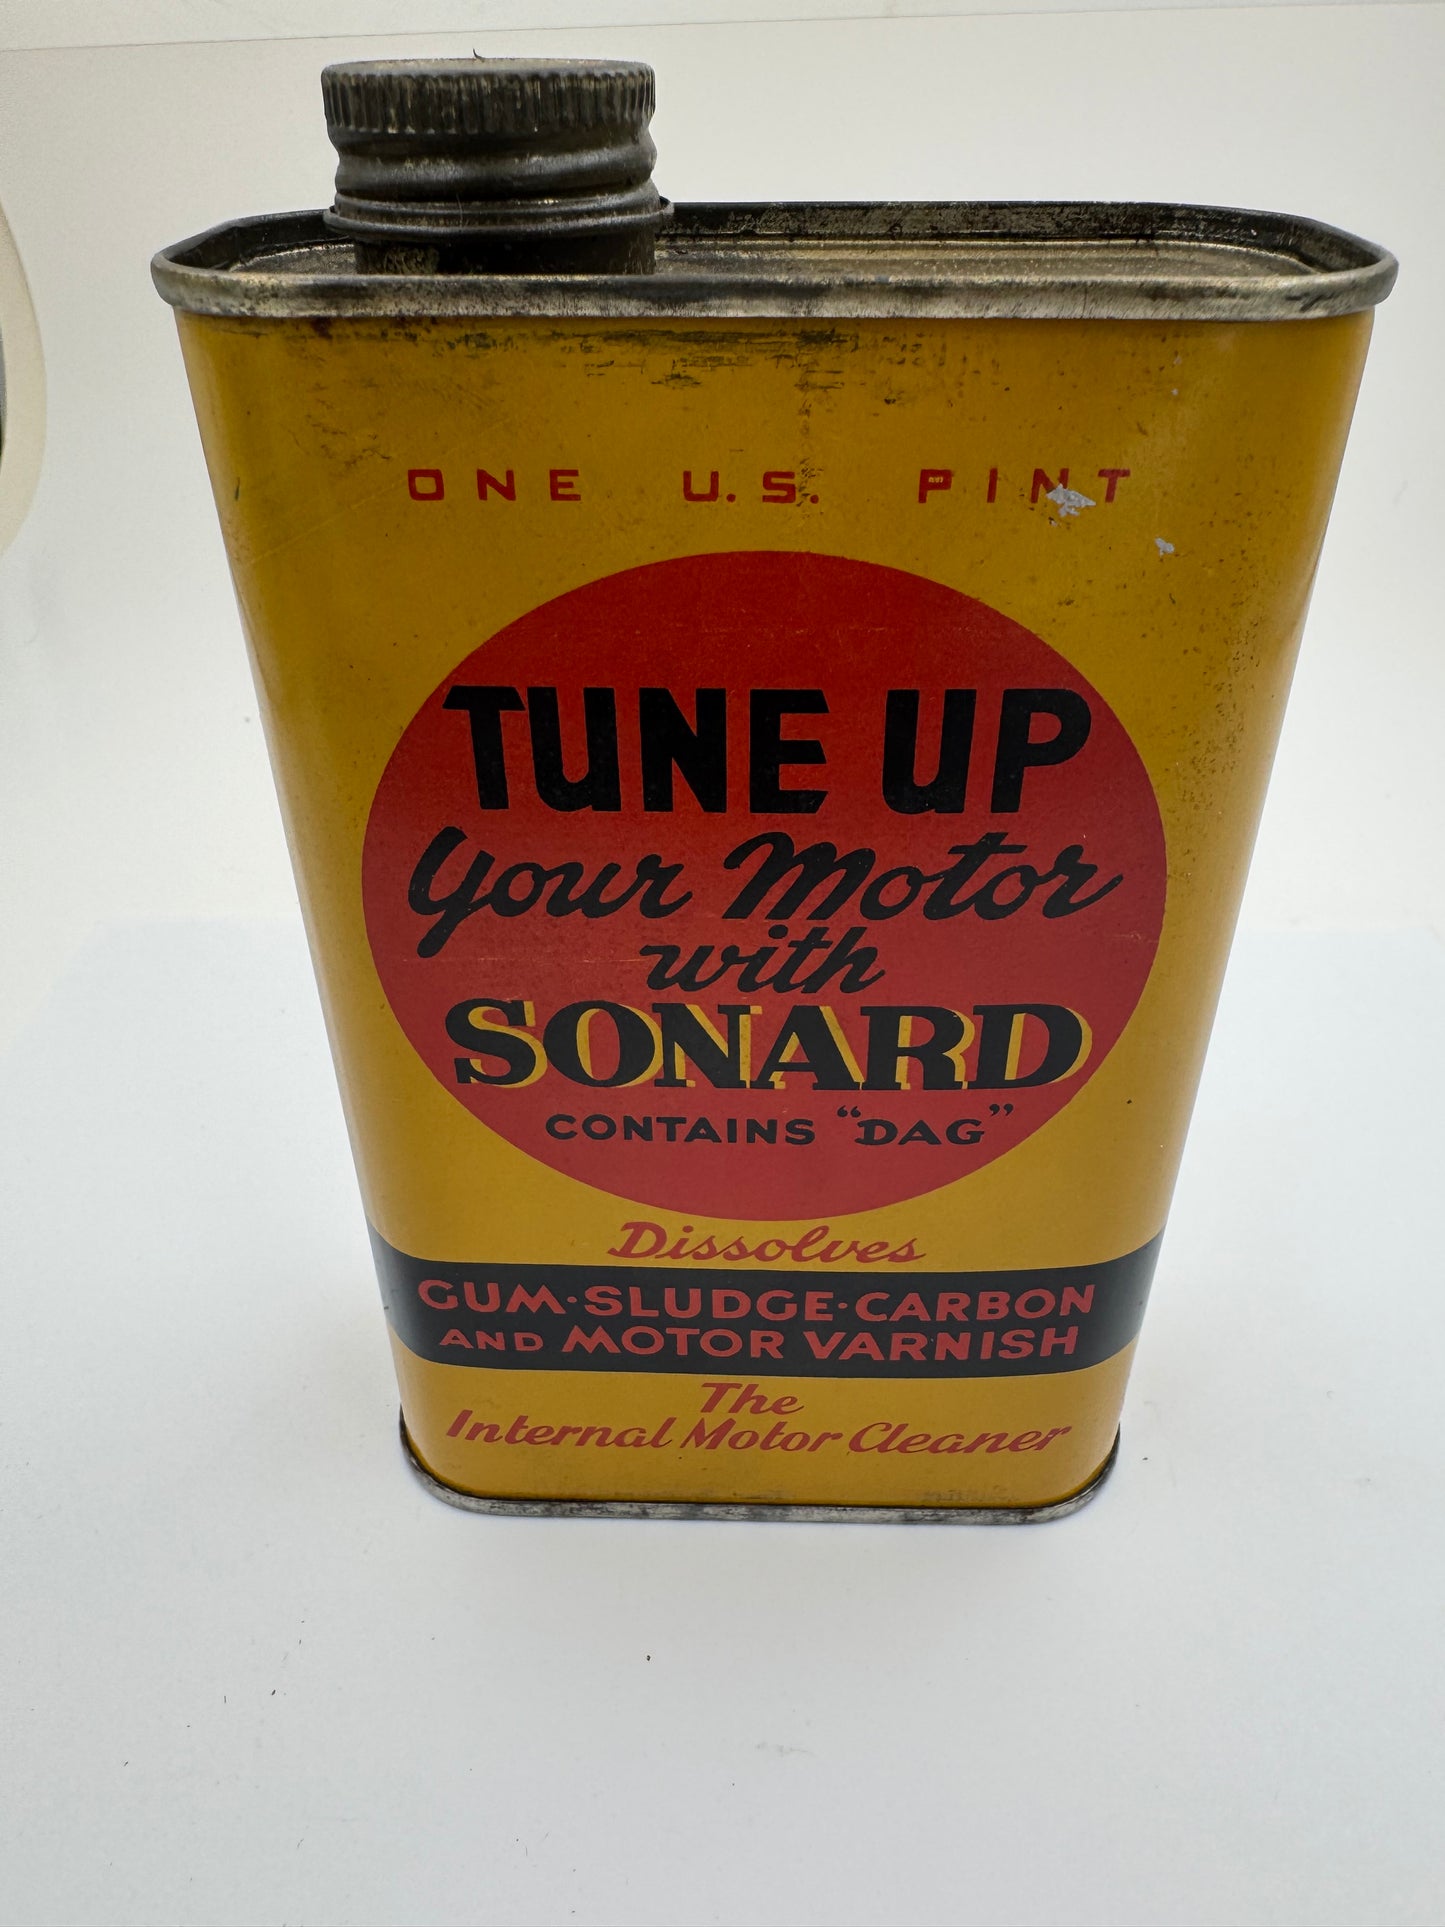 ONE U.S. PINT
TUNE UP
Your Motor
with
SONARD
CONTAINS "DAG"
Dissolves
GUM·SLUDGE·CARBON
AND MOTOR VARNISH
The
Internal Motor Cleaner